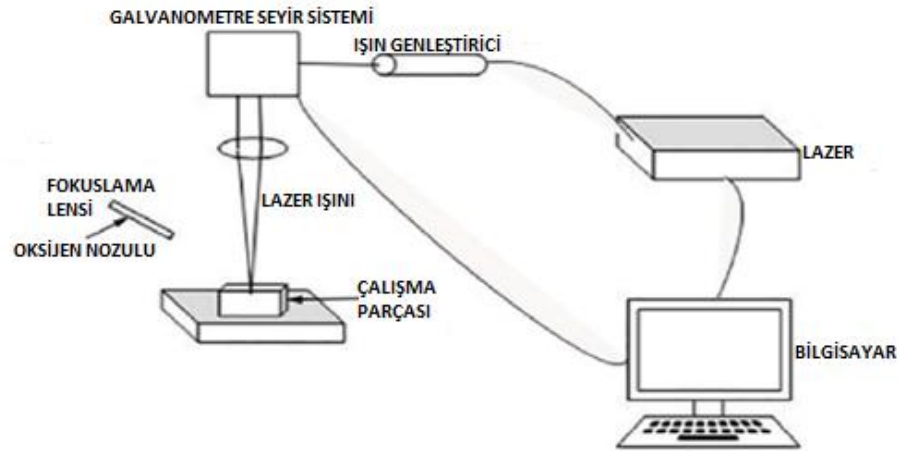 GALVANOMETRE SEYİR SİSTEMİ
IŞIN GENLEŞTİRİCİ
LAZER
FOKUSLAMA
LENSİ
LAZER IŞINI
OKSİJEN NOZULU
ÇALIŞMA
PARÇASI
BİLGİSAYAR